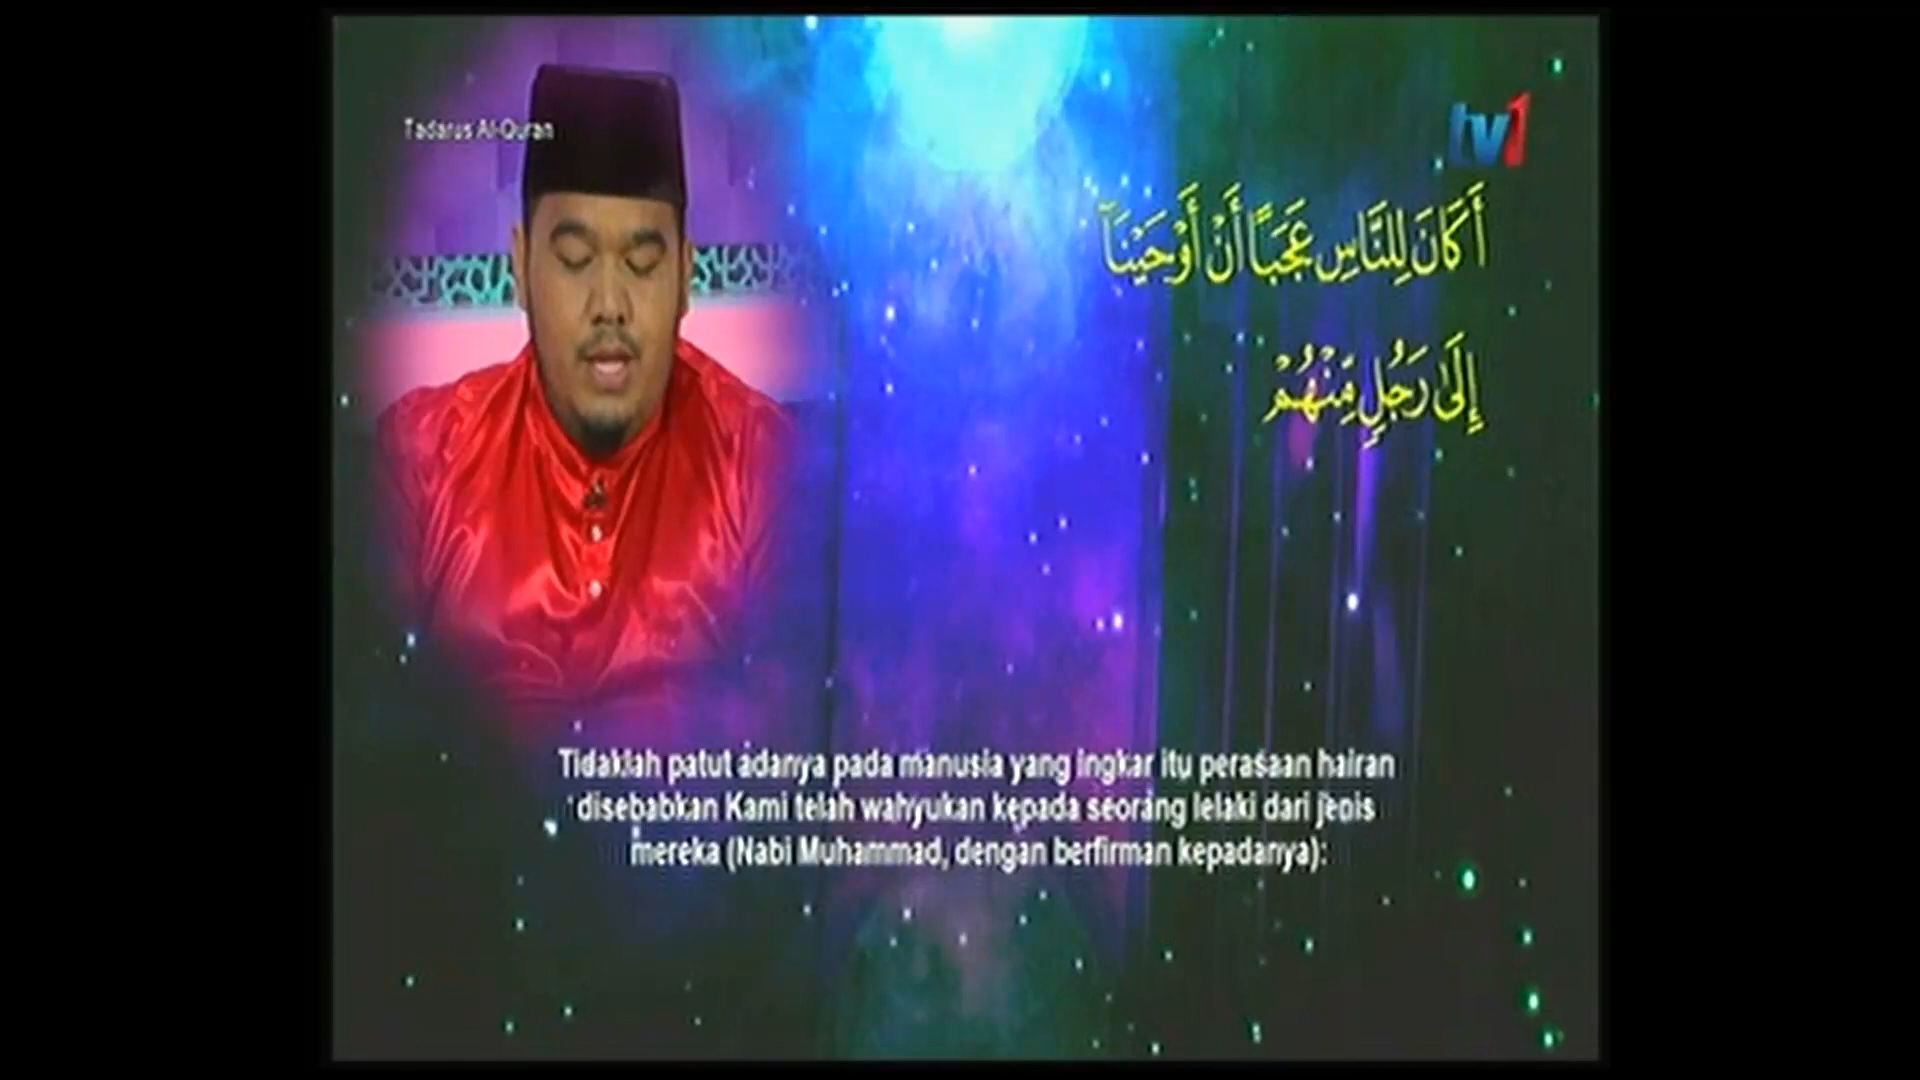 Tadarus Al-Quran
tv1
أَكَانَ لِلنَّاسِ عَجَبًا أَنْ أَوْحَيْنَآ
إِلَىٰ رَجُلٍ مِّنْهُمْ
Tidaklah patut adanya pada manusia yang ingkar itu perasaan hairan
disebabkan Kami telah wahyukan kepada seorang lelaki dari jenis
mereka (Nabi Muhammad, dengan berfirman kepadanya):